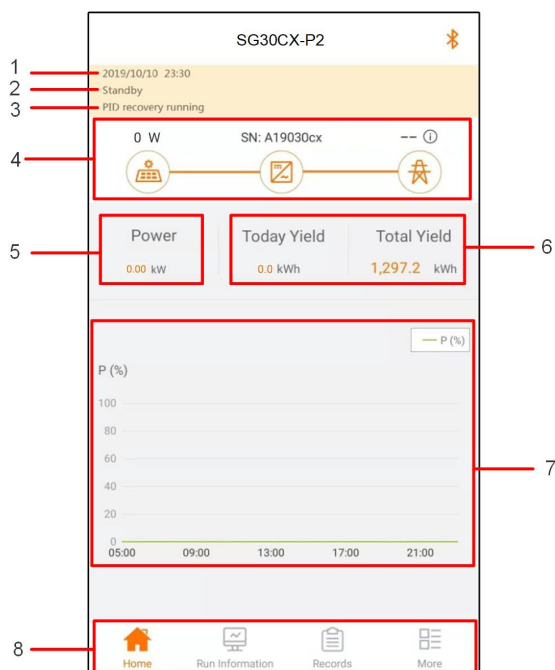 SG30CX-P2
1
2019/10/10 23:30
2
Standby
3
PID recovery running
4
0 W SN: A19030cx --
5
Power Today Yield Total Yield
6
0.00 kW 0.0 kWh 1,297.2 kWh
P (%)
P (%)
100
80
60
7
40
20
0
05:00 09:00 13:00 17:00 21:00
8
Home Run Information Records More